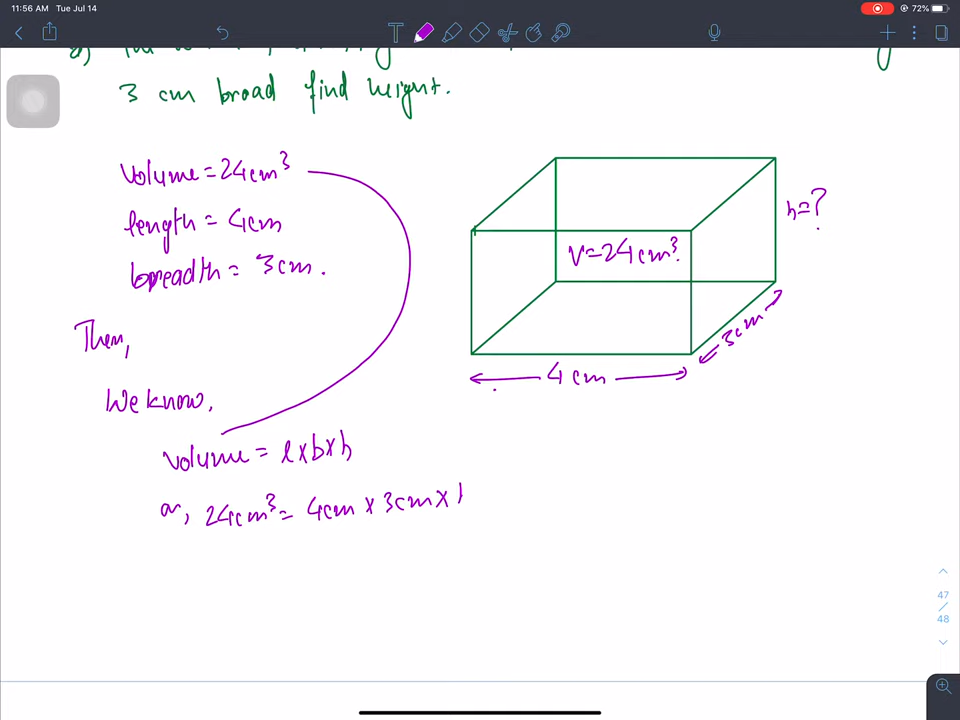 11:56 AM Tue Jul 14
72%
3 cm broad find height.
volume = 24cm³
length = 4cm
breadth = 3cm.
Then,
We know,
volume = l×b×h
or, 24cm³ = 4cm × 3cm ×
V=24cm³.
h=?
3cm
4 cm
47
/
48